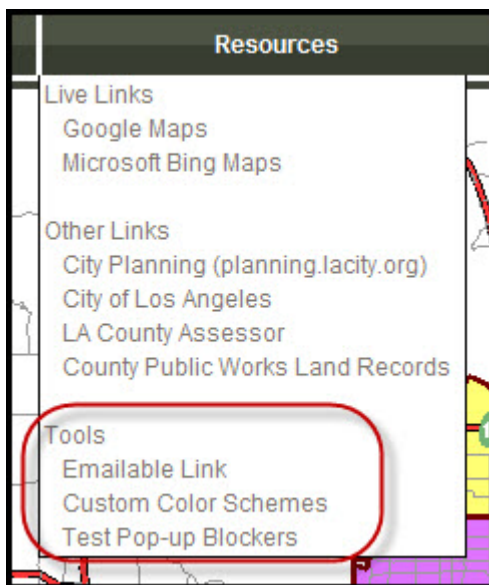 Resources
Live Links
Google Maps
Microsoft Bing Maps
Other Links
City Planning (planning.lacity.org)
City of Los Angeles
LA County Assessor
County Public Works Land Records
Tools
Emailable Link
Custom Color Schemes
Test Pop-up Blockers